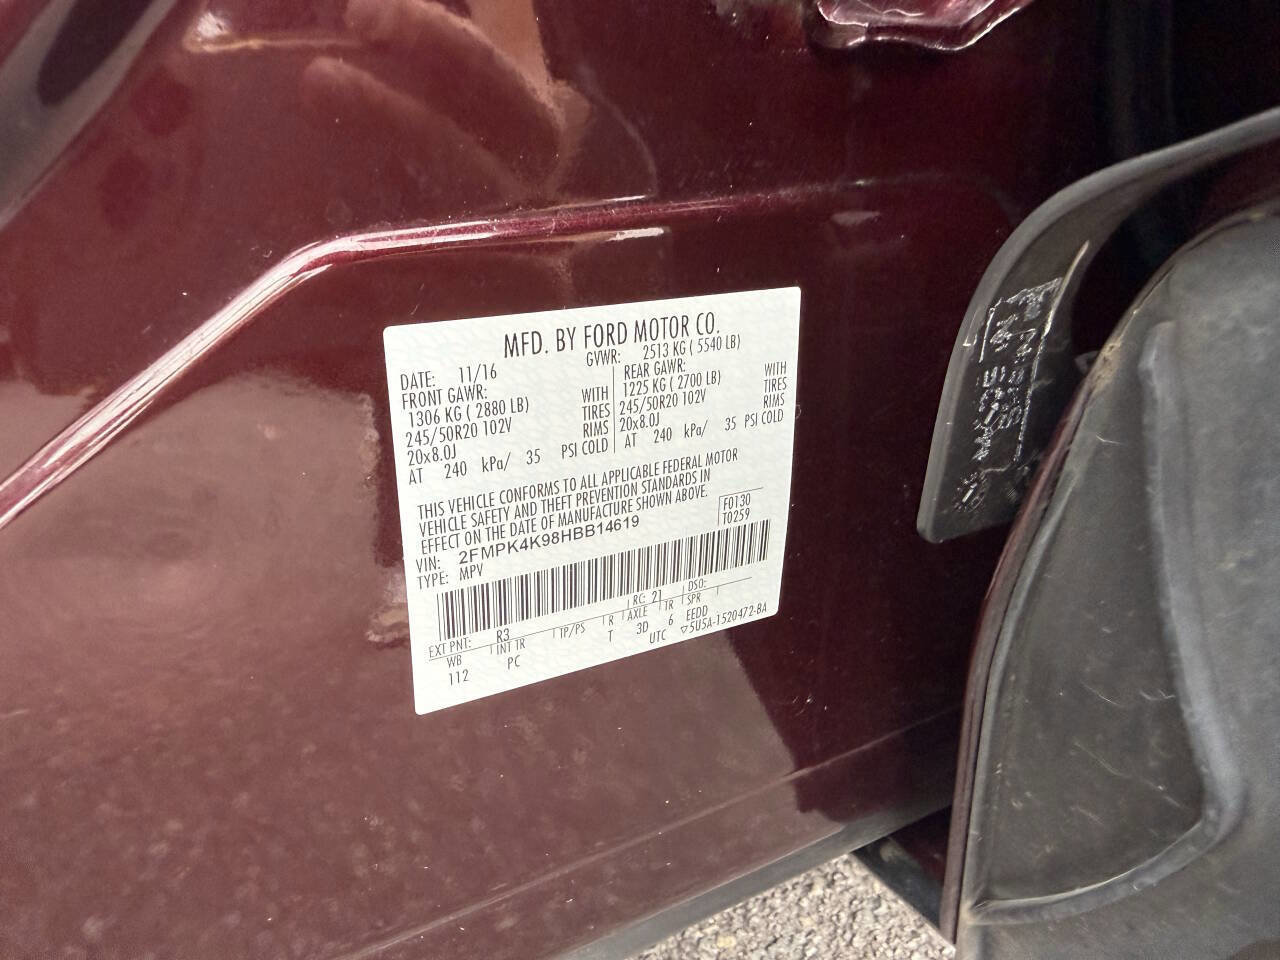 MFD. BY FORD MOTOR CO.
DATE: 11/16 GVWR: 2513 KG ( 5540 LB)
FRONT GAWR: REAR GAWR:
1306 KG ( 2880 LB) WITH 1225 KG ( 2700 LB) WITH
245/50R20 102V TIRES 245/50R20 102V TIRES
20x8.0J RIMS 20x8.0J RIMS
AT 240 kPa/ 35 PSI COLD AT 240 kPa/ 35 PSI COLD
THIS VEHICLE CONFORMS TO ALL APPLICABLE FEDERAL MOTOR
VEHICLE SAFETY AND THEFT PREVENTION STANDARDS IN
EFFECT ON THE DATE OF MANUFACTURE SHOWN ABOVE.
VIN: 2FMPK4K98HBB14619 F0130
TYPE: MPV T0259
EXT PNT: R3 RC: 21 DSO:
WB INT TR TP/PS R AXLE TR SPR
112 PC T 3D 6 EEDD
UTC ▽5U5A-1520472-BA